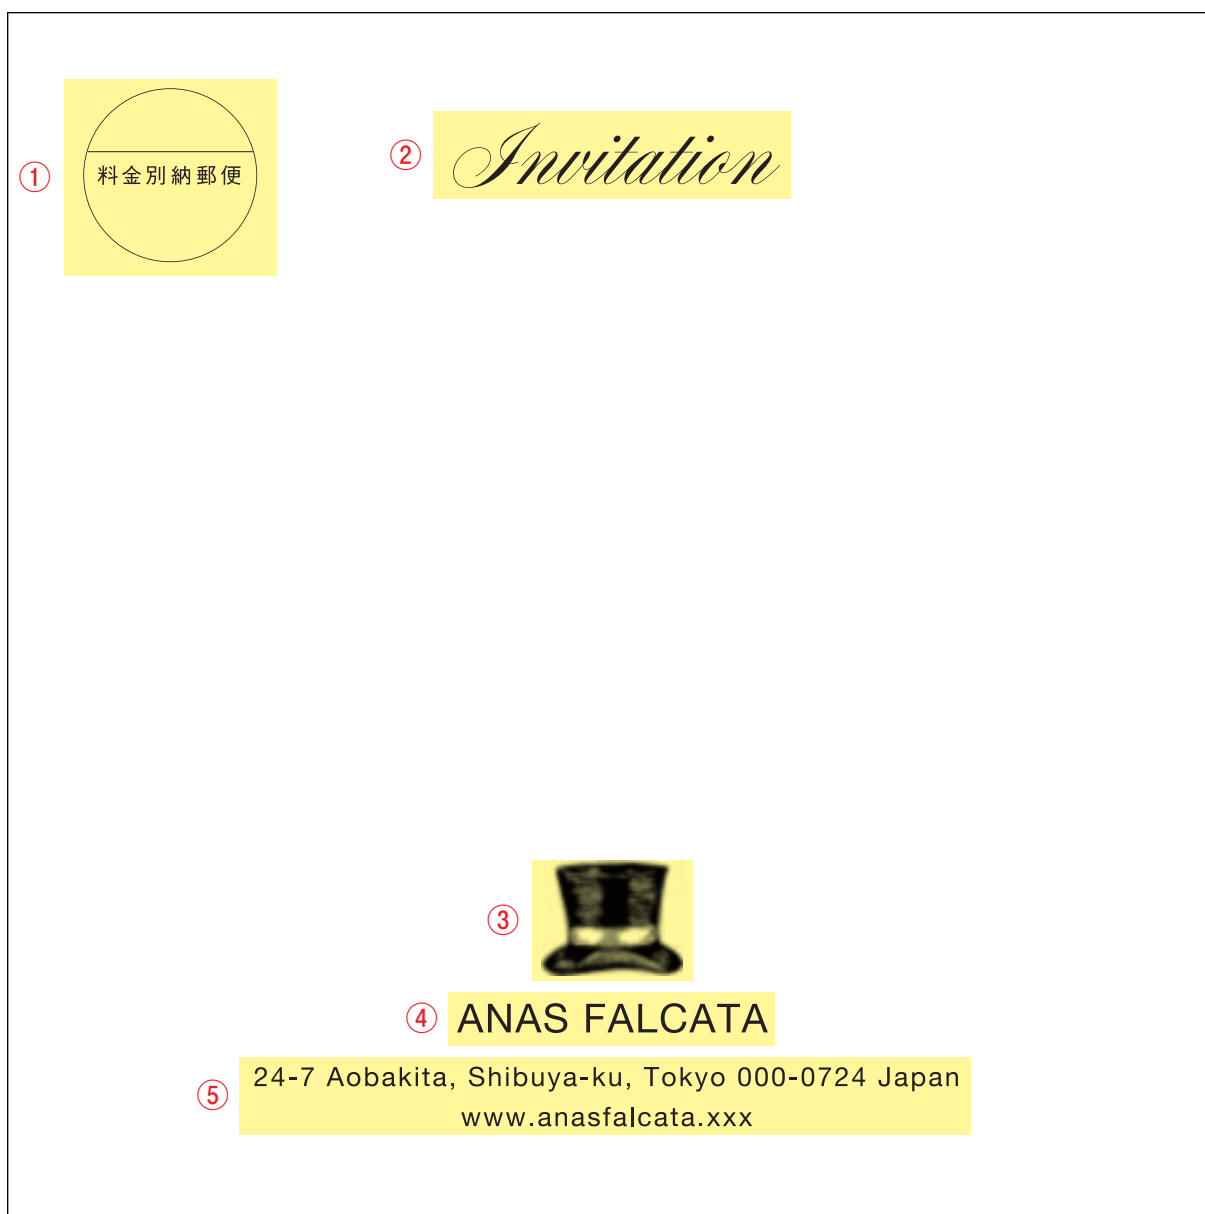 ①
料金別納郵便
② Invitation
③
④ ANAS FALCATA
⑤ 24-7 Aobakita, Shibuya-ku, Tokyo 000-0724 Japan
www.anasfalcata.xxx